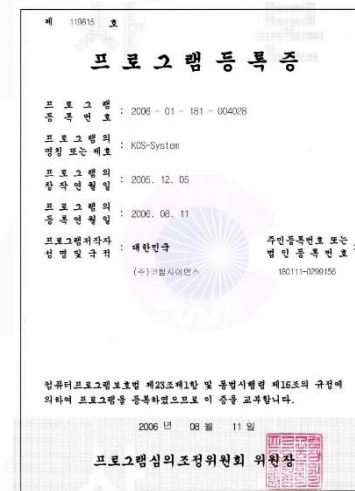 제 119615 호
프 로 그 램 등 록 증
프 로 그 램
등 록 번 호 : 2006 - 01 - 181 - 004028
프 로 그 램 의
명칭 또는 제호 : KCS-System
프 로 그 램 의
창 작 연 월 일 : 2005. 12. 05
프 로 그 램 의
등 록 연 월 일 : 2006. 08. 11
프로그램저작자
성 명 및 국 적 : 대한민국
(주)코참사이언스
주민등록번호 또는
법 인 등 록 번 호 :
180111-0299156
컴퓨터프로그램보호법 제23조제1항 및 동법시행령 제16조의 규정에
의하여 프로그램을 등록하였으므로 이 증을 교부합니다.
2006 년 08 월 11 일
프로그램심의조정위원회 위원장